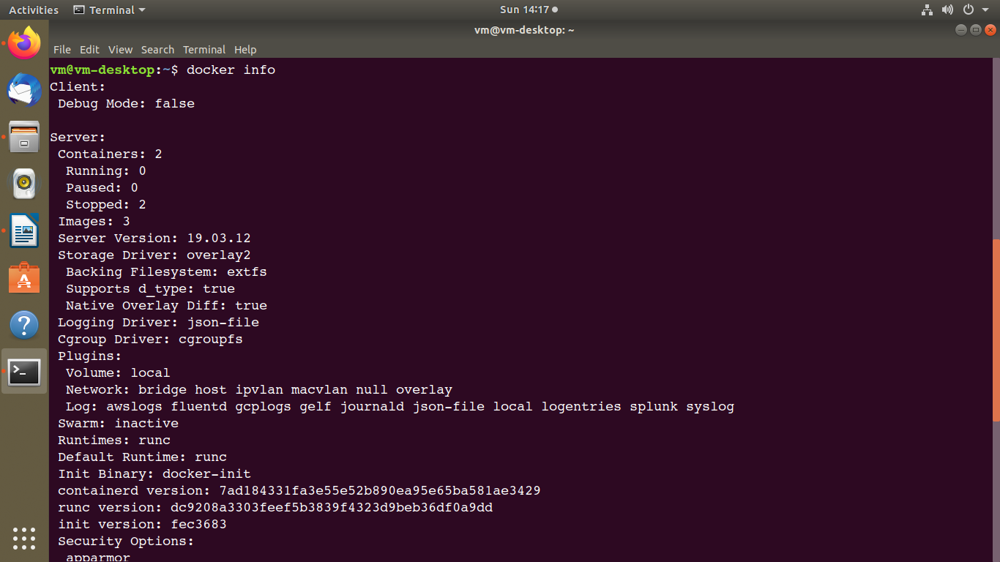 Activities Terminal Sun 14:17
vm@vm-desktop: ~
File Edit View Search Terminal Help
vm@vm-desktop:~$ docker info
Client:
 Debug Mode: false

Server:
 Containers: 2
  Running: 0
  Paused: 0
  Stopped: 2
 Images: 3
 Server Version: 19.03.12
 Storage Driver: overlay2
  Backing Filesystem: extfs
  Supports d_type: true
  Native Overlay Diff: true
 Logging Driver: json-file
 Cgroup Driver: cgroupfs
 Plugins:
  Volume: local
  Network: bridge host ipvlan macvlan null overlay
  Log: awslogs fluentd gcplogs gelf journald json-file local logentries splunk syslog
 Swarm: inactive
 Runtimes: runc
 Default Runtime: runc
 Init Binary: docker-init
 containerd version: 7ad184331fa3e55e52b890ea95e65ba581ae3429
 runc version: dc9208a3303feef5b3839f4323d9beb36df0a9dd
 init version: fec3683
 Security Options:
  apparmor